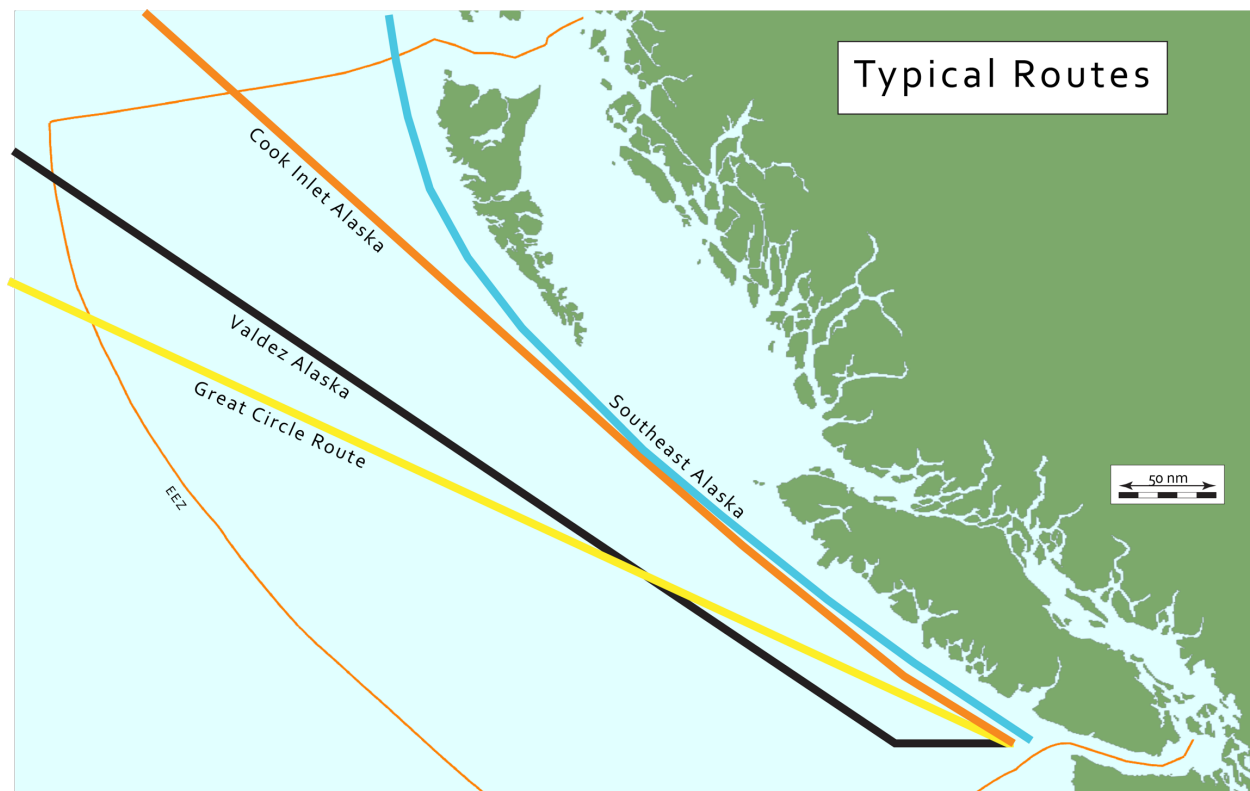 Typical Routes
Cook Inlet Alaska
Valdez Alaska
Great Circle Route
Southeast Alaska
50 nm
EEZ